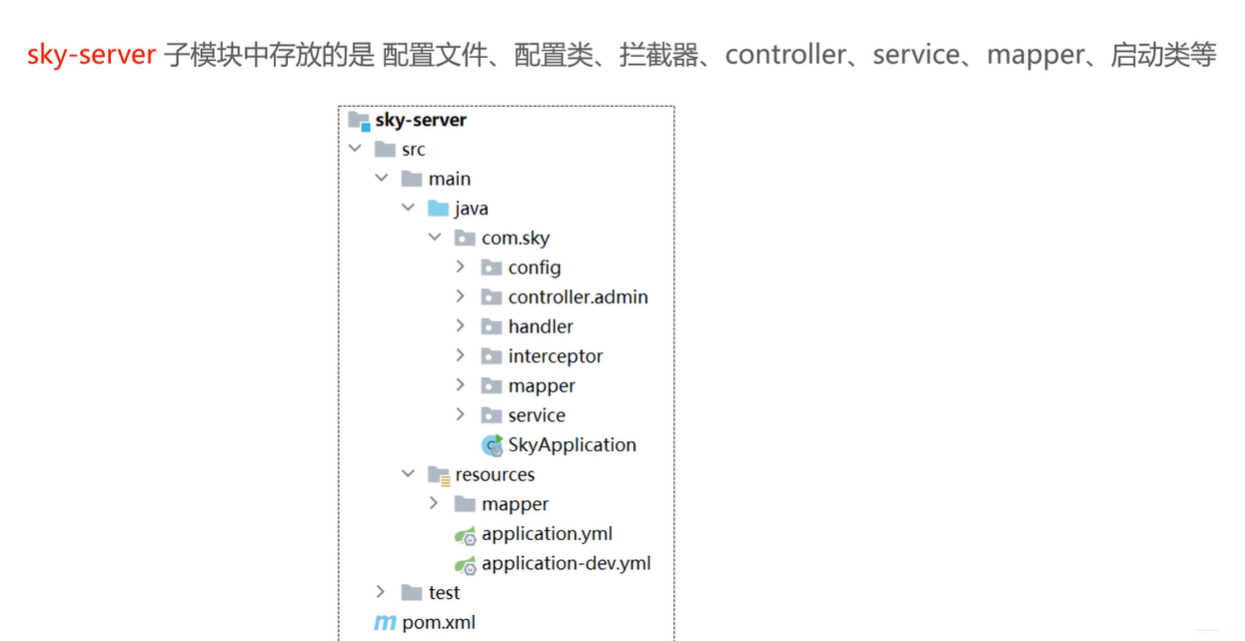 sky-server 子模块中存放的是 配置文件、配置类、拦截器、controller、service、mapper、启动类等
sky-server
src
main
java
com.sky
config
controller.admin
handler
interceptor
mapper
service
SkyApplication
resources
mapper
application.yml
application-dev.yml
test
pom.xml